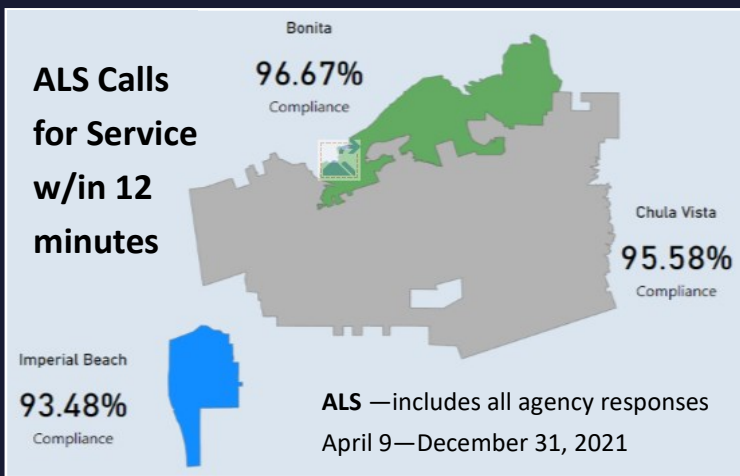 ALS Calls
for Service
w/in 12
minutes
Bonita
96.67%
Compliance
Chula Vista
95.58%
Compliance
Imperial Beach
93.48%
Compliance
ALS —includes all agency responses
April 9—December 31, 2021